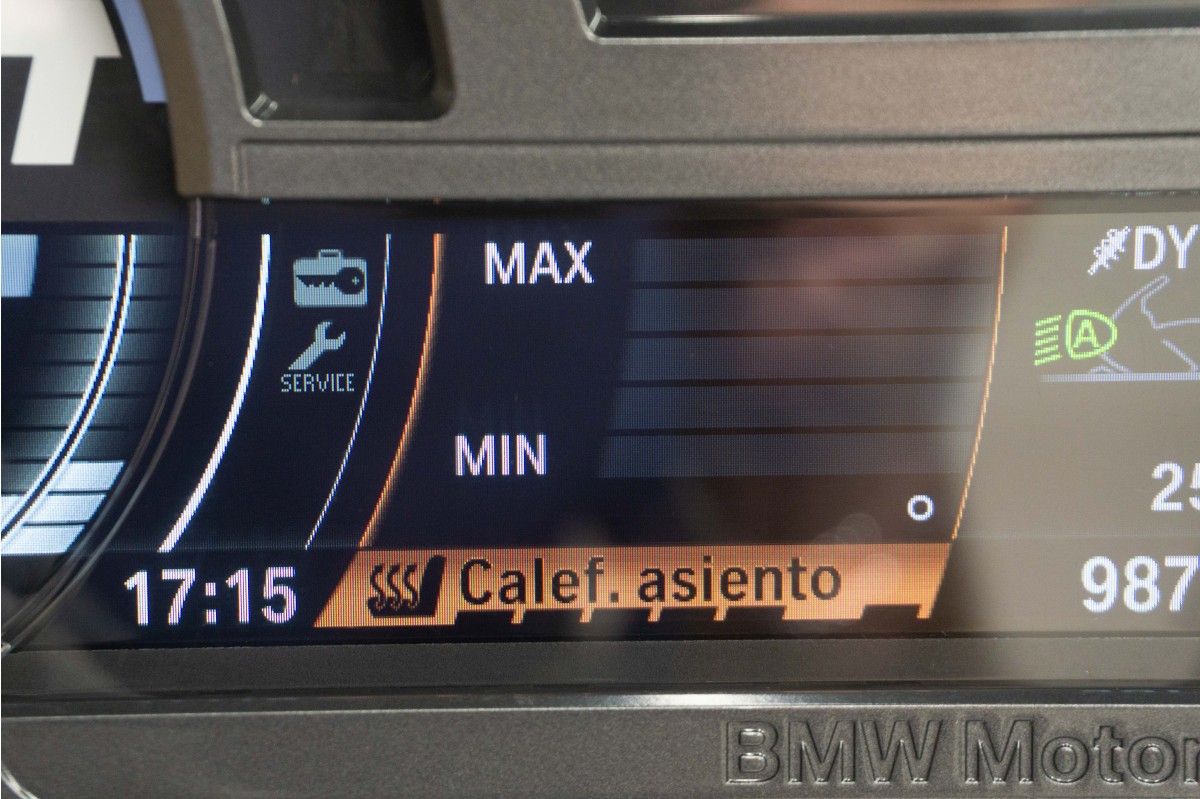 MAX
SERVICE
MIN
17:15
Calef. asiento
BMW Motor
DY
A
25
987